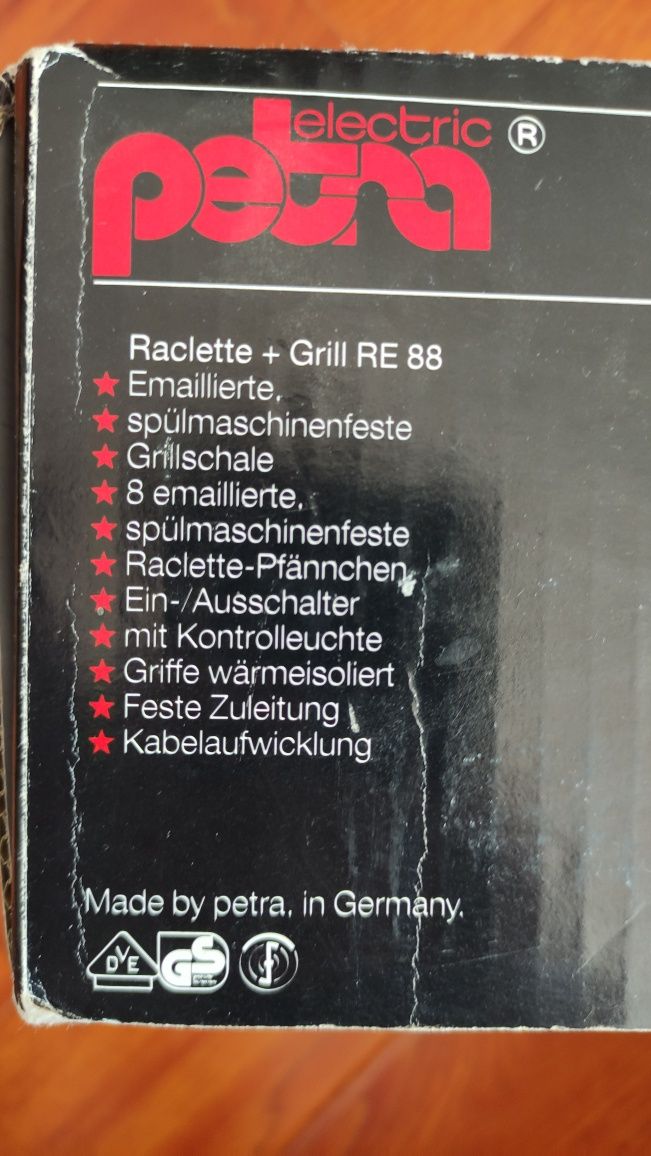 electric ®
petra
Raclette + Grill RE 88
★ Emaillierte,
★ spülmaschinenfeste
★ Grillschale
★ 8 emaillierte,
★ spülmaschinenfeste
★ Raclette-Pfännchen
★ Ein-/Ausschalter
★ mit Kontrolleuchte
★ Griffe wärmeisoliert
★ Feste Zuleitung
★ Kabelaufwicklung
Made by petra, in Germany.
DVE GS